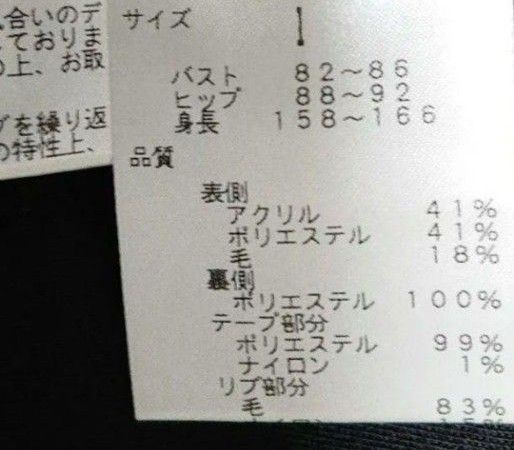 合いのデ
ておりま
の上、お取
を繰り返
の特性上、
サイズ 1
バスト 82～86
ヒップ 88～92
身長 158～166
品質
表側
アクリル 41%
ポリエステル 41%
毛 18%
裏側
ポリエステル 100%
テープ部分
ポリエステル 99%
ナイロン 1%
リブ部分
毛 83%